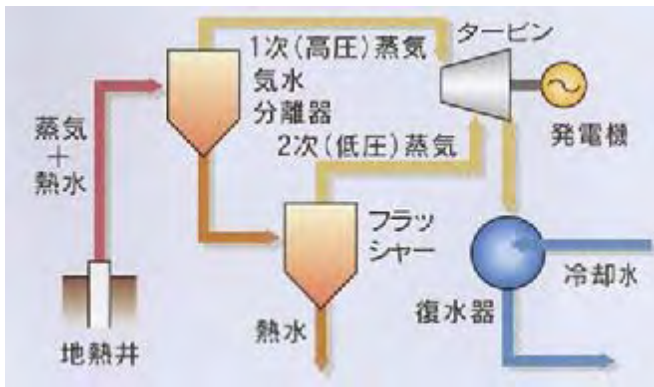 タービン
1次(高圧)蒸気
気水
分離器
発電機
蒸気
+
熱水
2次(低圧)蒸気
フラッ
シャー
冷却水
復水器
熱水
地熱井